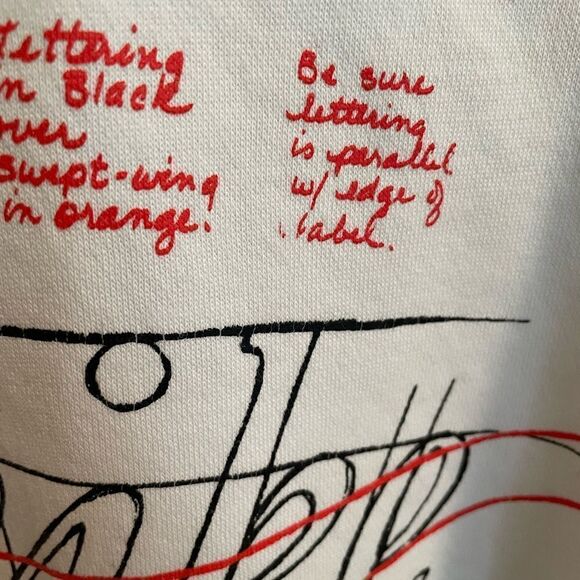 lettering
in Black
over
swept-wing
in orange.
Be sure
lettering
is parallel
w/ edge of
label.